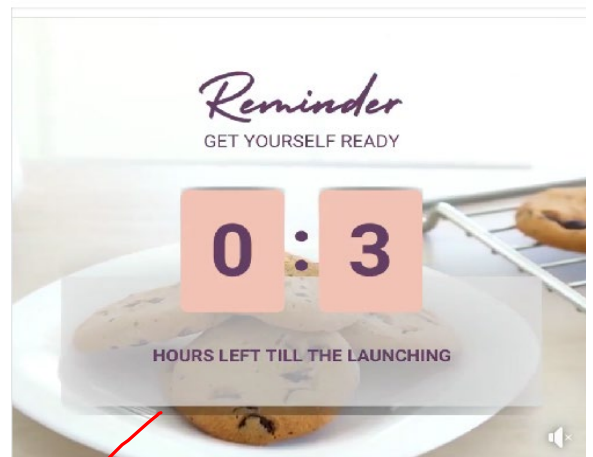 Reminder
GET YOURSELF READY
0 : 3
HOURS LEFT TILL THE LAUNCHING